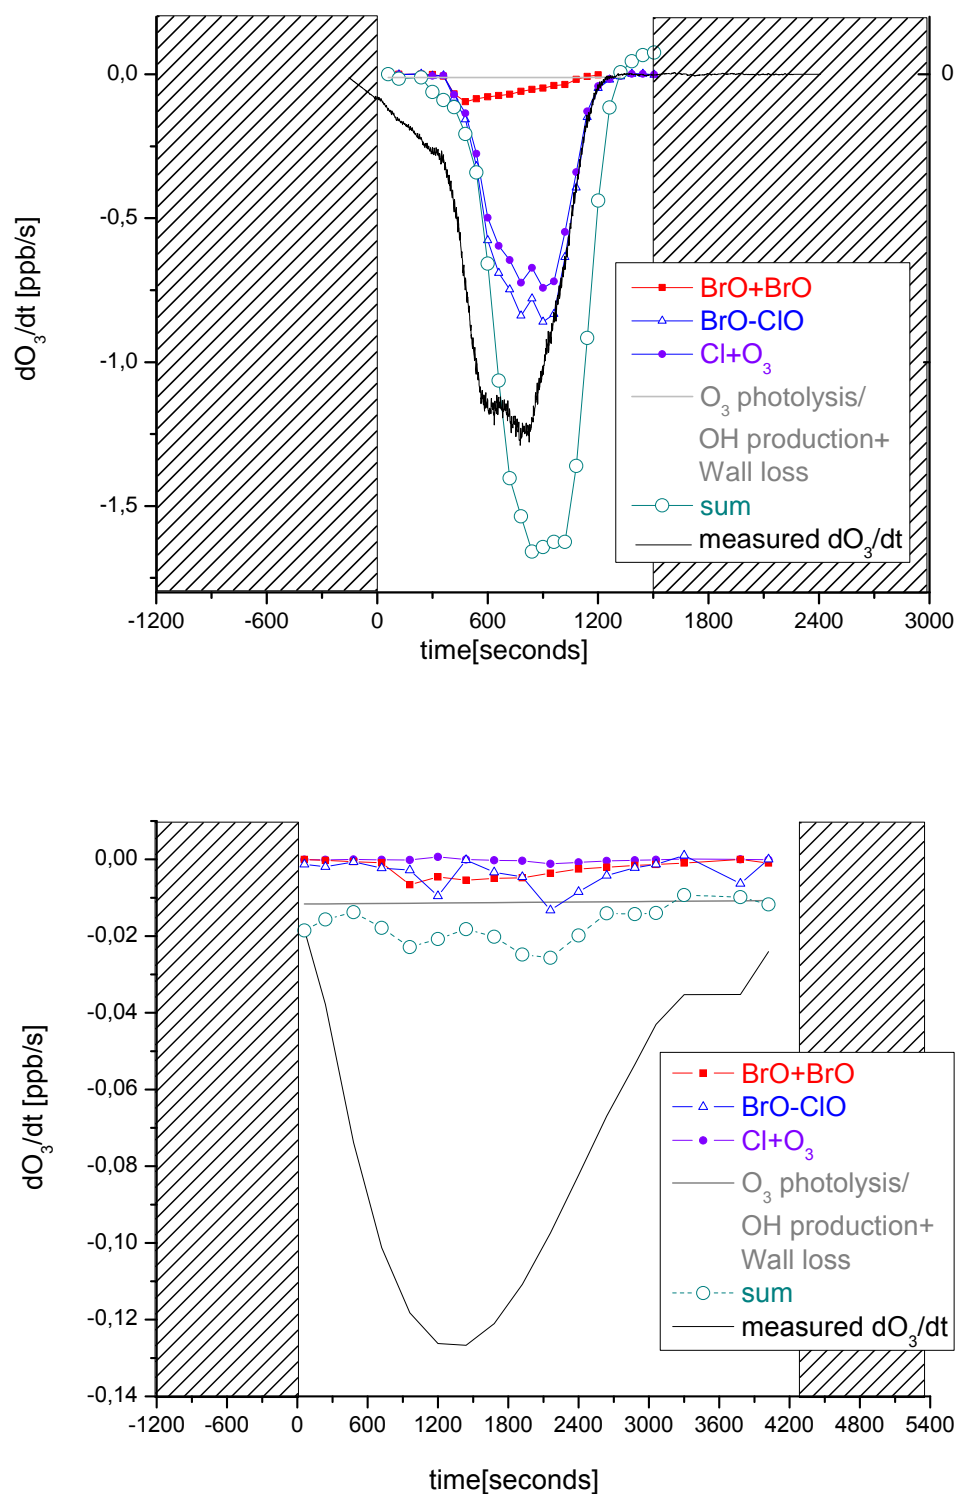 0,0
0
-0,5
-1,0
-1,5
dO3/dt [ppb/s]
BrO+BrO
BrO-ClO
Cl+O3
O3 photolysis/
OH production+
Wall loss
sum
measured dO3/dt
-1200 -600 0 600 1200 1800 2400 3000
time[seconds]
0,00
-0,02
-0,04
-0,06
-0,08
-0,10
-0,12
-0,14
dO3/dt [ppb/s]
BrO+BrO
BrO-ClO
Cl+O3
O3 photolysis/
OH production+
Wall loss
sum
measured dO3/dt
-1200 -600 0 600 1200 1800 2400 3000 3600 4200 4800 5400
time[seconds]